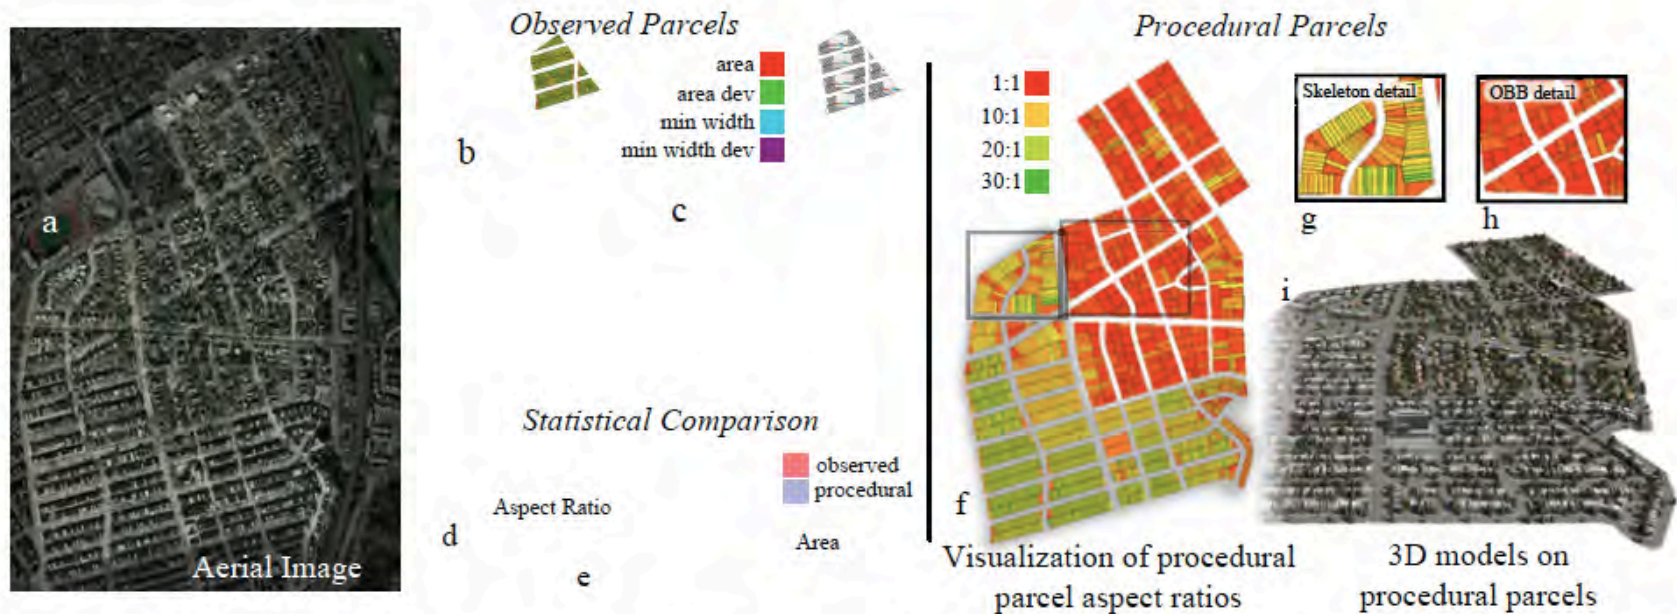 Observed Parcels
area
area dev
min width
min width dev
a
b
c
Aerial Image
Statistical Comparison
observed
procedural
Aspect Ratio
Area
d
e
Procedural Parcels
1:1
10:1
20:1
30:1
Skeleton detail
OBB detail
g
h
i
f
Visualization of procedural
parcel aspect ratios
3D models on
procedural parcels